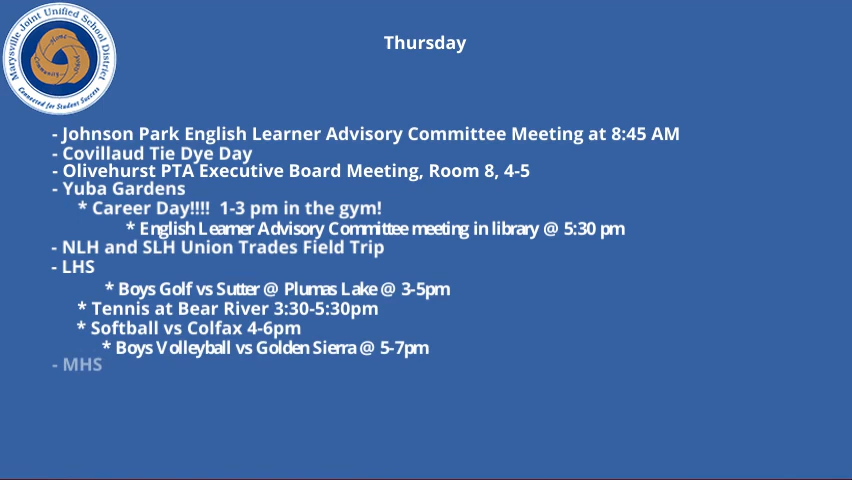 Marysville Joint Unified School District
Home
School
Community
Connected for Student Success
Thursday
- Johnson Park English Learner Advisory Committee Meeting at 8:45 AM
- Covillaud Tie Dye Day
- Olivehurst PTA Executive Board Meeting, Room 8, 4-5
- Yuba Gardens
* Career Day!!!! 1-3 pm in the gym!
* English Learner Advisory Committee meeting in library @ 5:30 pm
- NLH and SLH Union Trades Field Trip
- LHS
* Boys Golf vs Sutter @ Plumas Lake @ 3-5pm
* Tennis at Bear River 3:30-5:30pm
* Softball vs Colfax 4-6pm
* Boys Volleyball vs Golden Sierra @ 5-7pm
- MHS